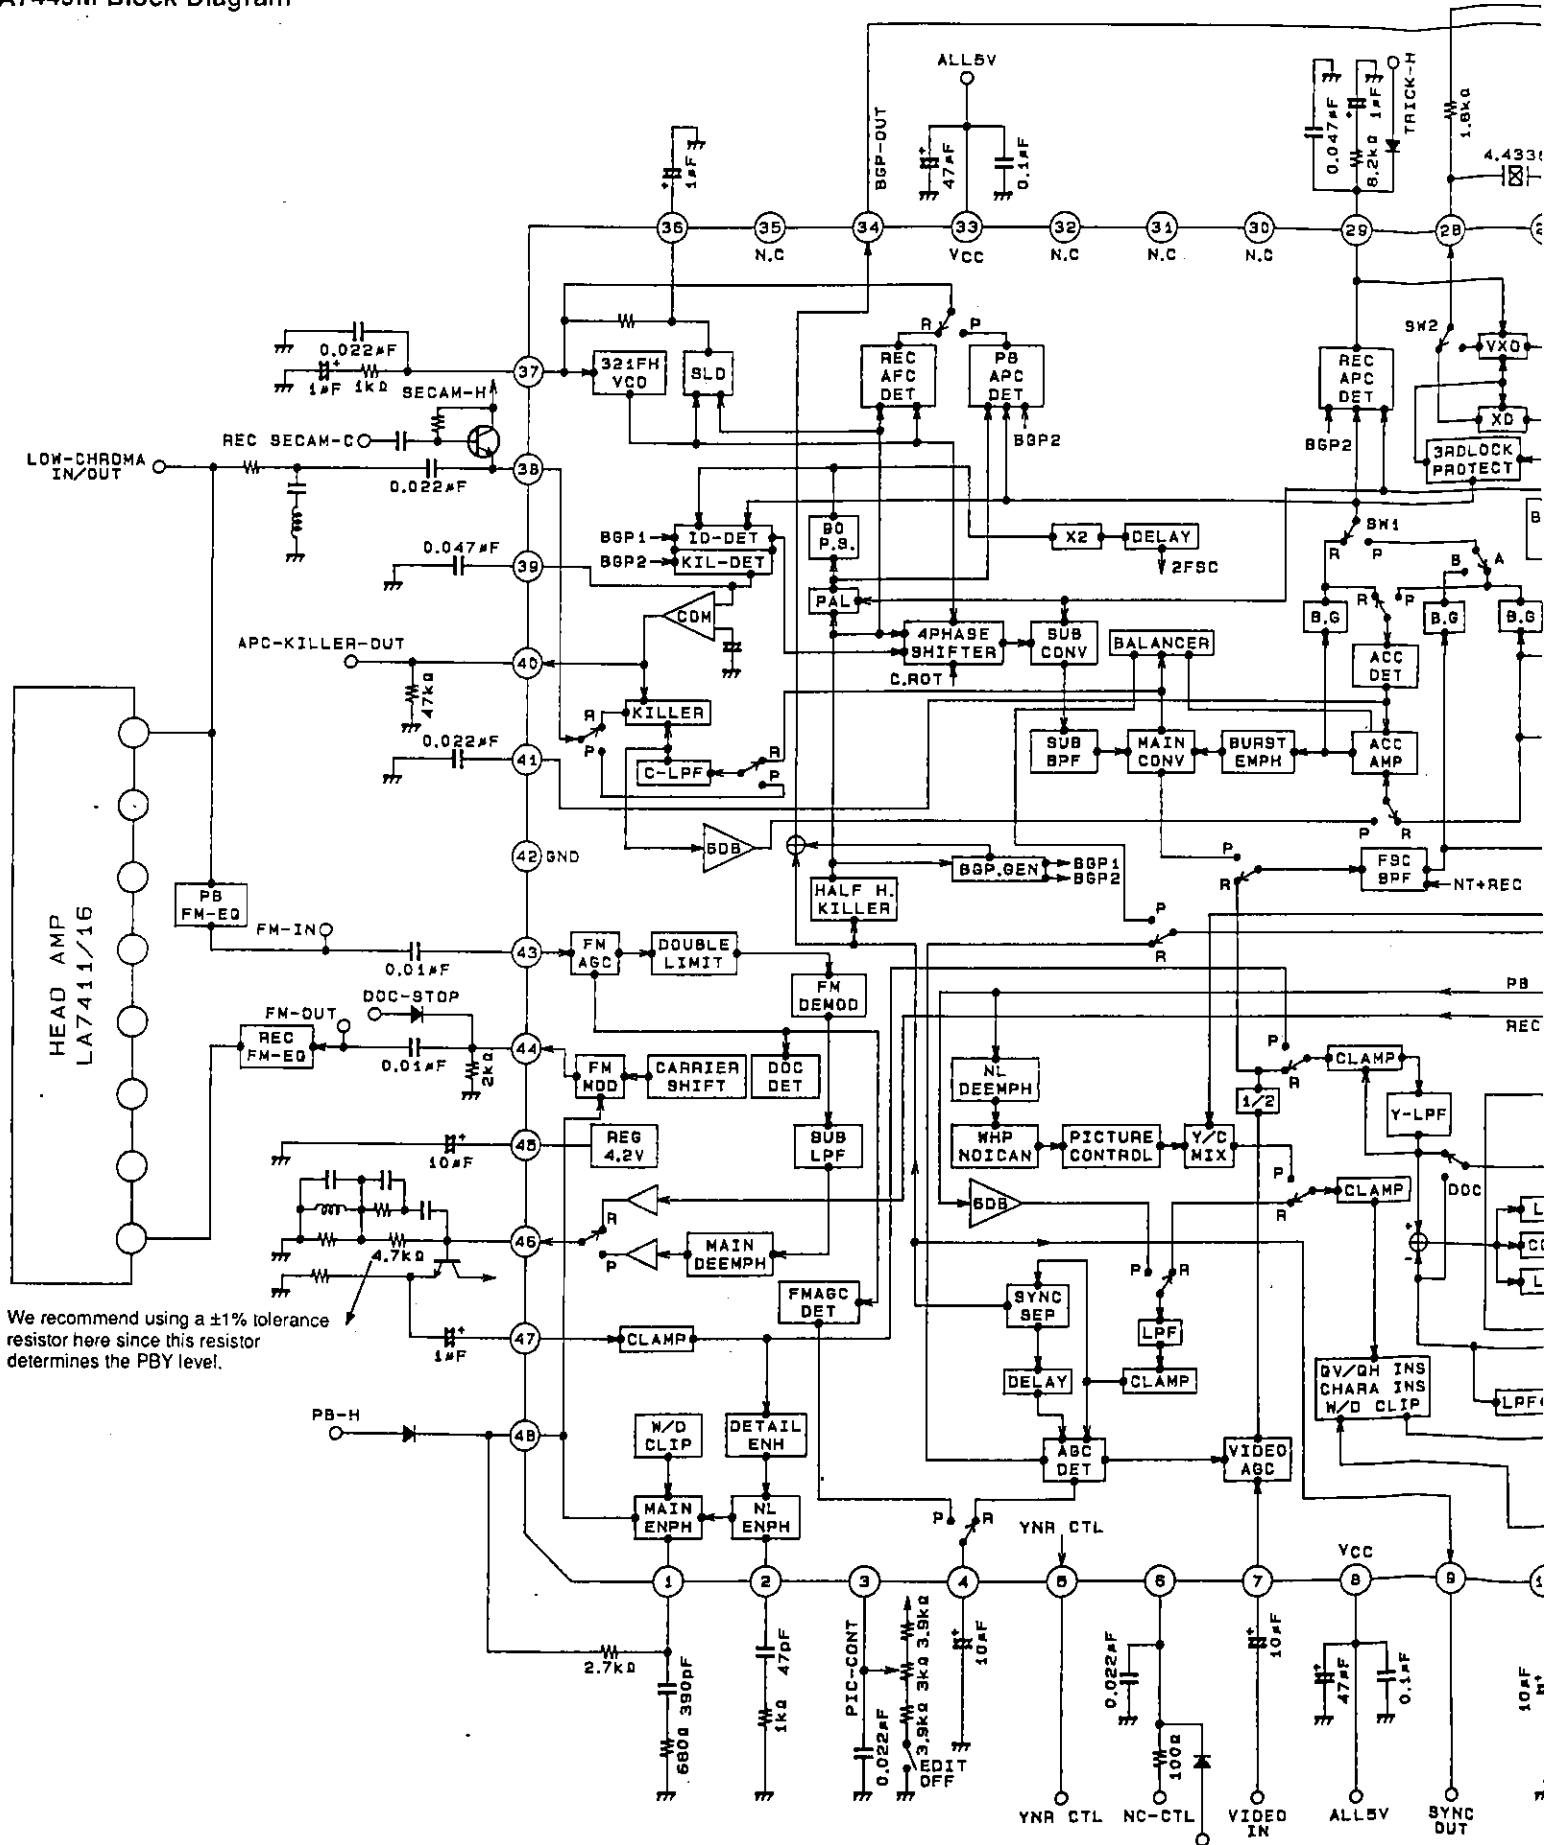 A7445M Block Diagram
ALL5V
BGP-OUT
47µF
0.1µF
1µF
0.047µF
8.2kΩ
1µF
TRICK-H
1.8kΩ
36
35
34
33
32
31
30
29
28
N.C
VCC
N.C
N.C
N.C
0.022µF
1µF
1kΩ
SECAM-H
37
321FH
VCO
SLD
R
P
REC
AFC
DET
PB
APC
DET
BGP2
REC
APC
DET
BGP2
SW2
VXO
XO
3RDLOCK
PROTECT
REC SECAM-C
LOW-CHROMA
IN/OUT
38
0.022µF
BGP1
ID-DET
BGP2
KIL-DET
90
P.S.
X2
DELAY
2FSC
SW1
R
P
B
A
0.047µF
39
COM
PAL
4PHASE
SHIFTER
C.ROT
SUB
CONV
BALANCER
B.G
R
P
B.G
B.G
ACC
DET
APC-KILLER-OUT
40
47kΩ
KILLER
R
P
C-LPF
R
P
SUB
BPF
MAIN
CONV
BURST
EMPH
ACC
AMP
P
R
0.022µF
41
6DB
42
GND
BGP.GEN
BGP1
BGP2
HALF H.
KILLER
P
R
FSC
BPF
NT+REC
P
R
HEAD AMP
LA7411/16
PB
FM-EQ
FM-IN
0.01µF
43
FM
AGC
DOUBLE
LIMIT
FM
DEMOD
PB
REC
DOC-STOP
FM-OUT
REC
FM-EQ
0.01µF
2kΩ
44
FM
MOD
CARRIER
SHIFT
DOC
DET
NL
DEEMPH
P
R
CLAMP
1/2
Y-LPF
10µF
45
REG
4.2V
SUB
LPF
WHP
NOICAN
PICTURE
CONTROL
Y/C
MIX
P
R
CLAMP
DOC
6DB
4.7kΩ
46
R
P
MAIN
DEEMPH
+
-
P
R
We recommend using a ±1% tolerance
resistor here since this resistor
determines the PBY level.
1µF
47
CLAMP
FMAGC
DET
SYNC
SEP
LPF
DELAY
CLAMP
QV/QH INS
CHARA INS
W/D CLIP
LPF
PB-H
48
W/D
CLIP
DETAIL
ENH
AGC
DET
VIDEO
AGC
MAIN
ENPH
NL
ENPH
P
R
YNR CTL
VCC
1
2
3
4
5
6
7
8
9
2.7kΩ
390pF
680Ω
47pF
1kΩ
PIC-CONT
0.022µF
3.9kΩ
3kΩ
3.9kΩ
EDIT
OFF
10µF
0.022µF
100Ω
10µF
47µF
0.1µF
10µF
YNR CTL
NC-CTL
VIDEO
IN
ALL5V
SYNC
OUT